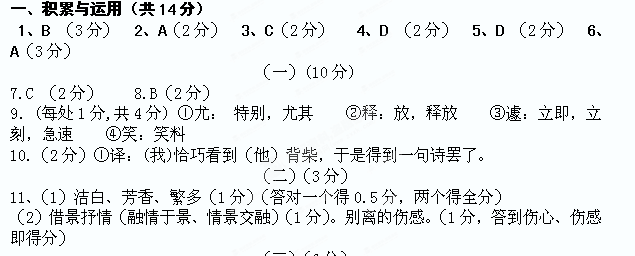 一、积累与运用（共14分）
1、B （3分） 2、A（2分） 3、C（2分） 4、D （2分） 5、D （2分） 6、
A（3分）
（一）（10分）
7.C （2分） 8.B（2分）
9. （每处1分,共4分）①尤： 特别，尤其 ②释：放，释放 ③遽：立即，立
刻，急速 ④笑：笑料
10.（2分）①译：（我)恰巧看到（他）背柴，于是得到一句诗罢了。
（二）（3分）
11、（1）洁白、芳香、繁多（1分）（答对一个得0.5分，两个得全分）
（2）借景抒情（融情于景、情景交融）（1分）。别离的伤感。（1分，答到伤心、伤感
即得分）